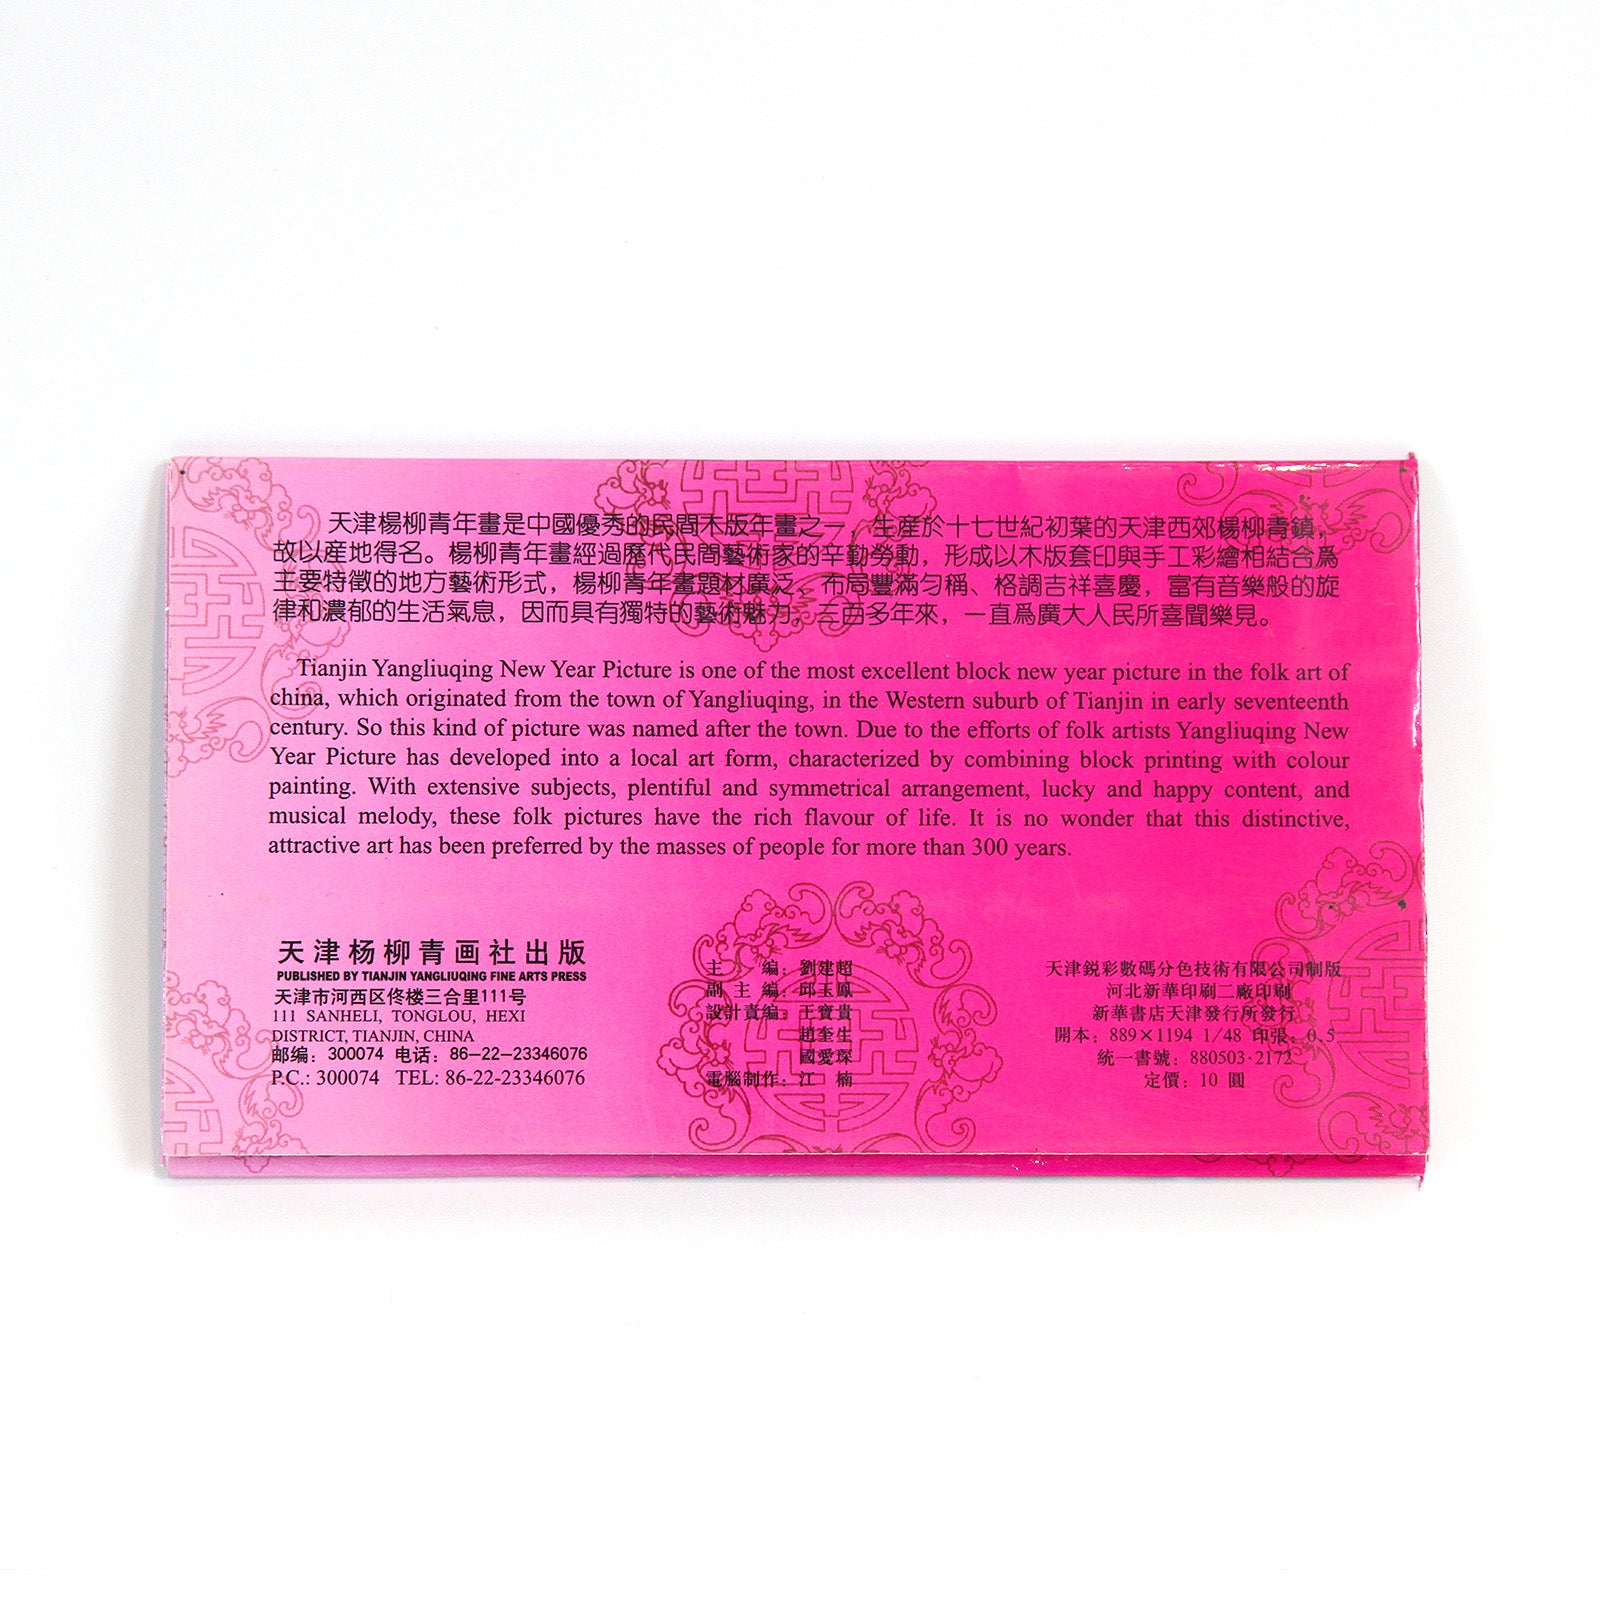 天津楊柳青年畫是中國優秀的民間木版年畫之一，生産於十七世紀初葉的天津西郊楊柳青鎮，
故以産地得名。楊柳青年畫經過歷代民間藝術家的辛勤勞動，形成以木版套印與手工彩繪相結合爲
主要特徵的地方藝術形式，楊柳青年畫題材廣泛、布局豐滿匀稱、格調吉祥喜慶，富有音樂般的旋
律和濃郁的生活氣息，因而具有獨特的藝術魅力，三百多年來，一直爲廣大人民所喜聞樂見。
Tianjin Yangliuqing New Year Picture is one of the most excellent block new year picture in the folk art of
china, which originated from the town of Yangliuqing, in the Western suburb of Tianjin in early seventeenth
century. So this kind of picture was named after the town. Due to the efforts of folk artists Yangliuqing New
Year Picture has developed into a local art form, characterized by combining block printing with colour
painting. With extensive subjects, plentiful and symmetrical arrangement, lucky and happy content, and
musical melody, these folk pictures have the rich flavour of life. It is no wonder that this distinctive,
attractive art has been preferred by the masses of people for more than 300 years.
天津杨柳青画社出版
PUBLISHED BY TIANJIN YANGLIUQING FINE ARTS PRESS
天津市河西区佟楼三合里111号
111 SANHELI, TONGLOU, HEXI
DISTRICT, TIANJIN, CHINA
邮编：300074 电话：86-22-23346076
P.C.: 300074 TEL: 86-22-23346076
主 編：劉建超
副 主 編：邱玉鳳
設計責編：王寶貴
趙奎生
國愛琛
電腦制作：江 楠
天津鋭彩數碼分色技術有限公司制版
河北新華印刷二廠印刷
新華書店天津發行所發行
開本：889×1194 1/48 印張：0.5
統一書號：880503·2172
定價：10 圓